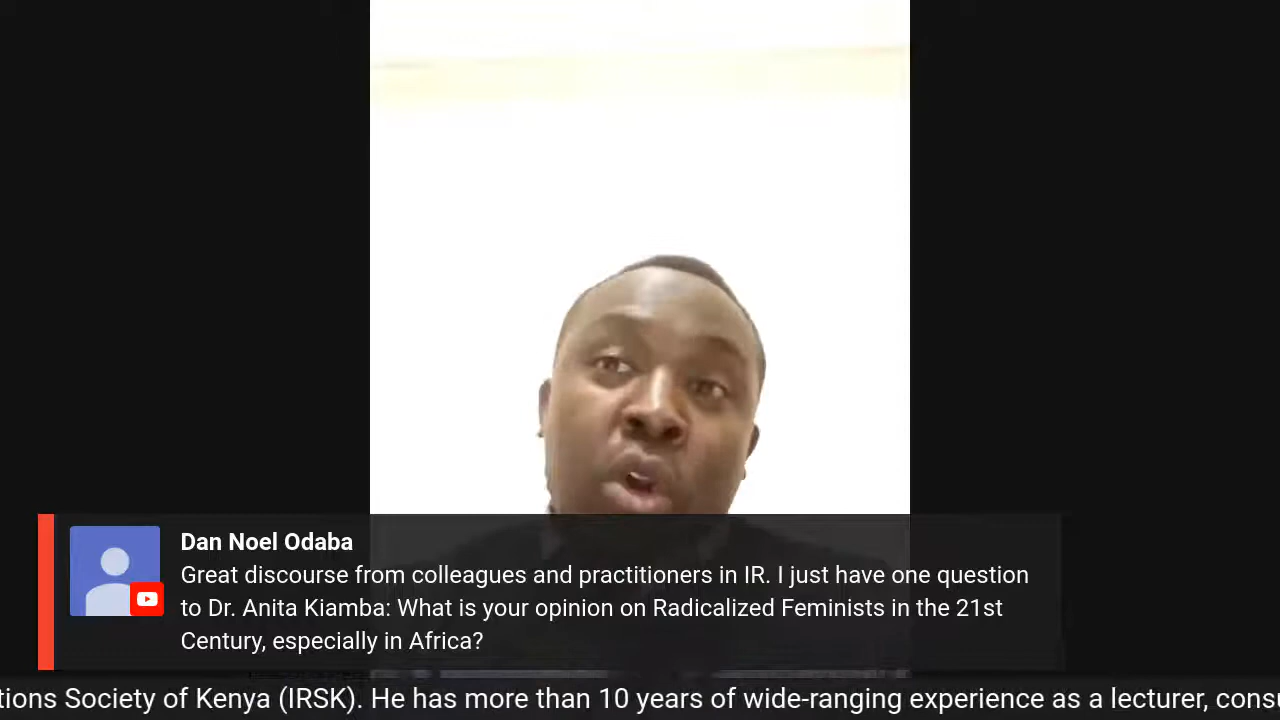 Dan Noel Odaba
Great discourse from colleagues and practitioners in IR. I just have one question
to Dr. Anita Kiamba: What is your opinion on Radicalized Feminists in the 21st
Century, especially in Africa?
tions Society of Kenya (IRSK). He has more than 10 years of wide-ranging experience as a lecturer, consu